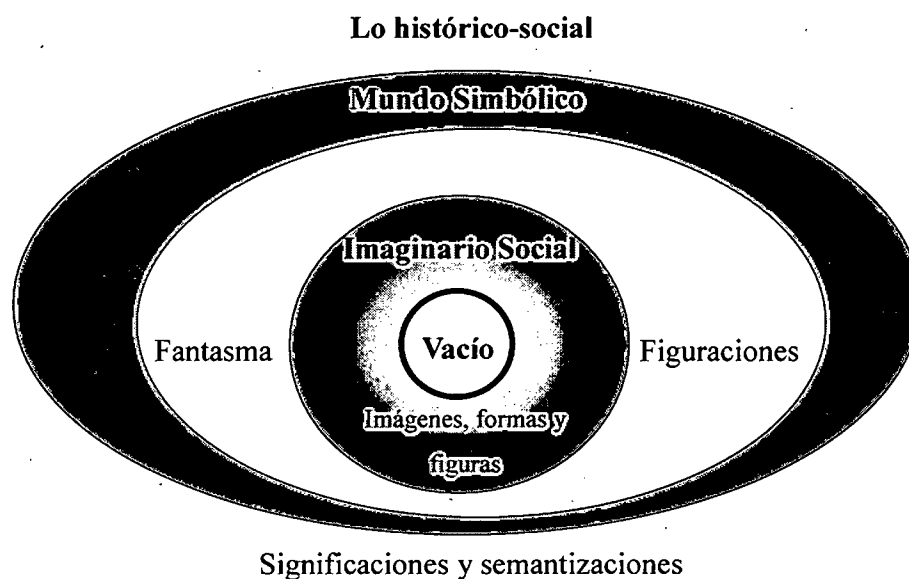 Lo histórico-social
Mundo Simbólico
Imaginario Social
Fantasma
Vacío
Figuraciones
Imágenes, formas y
figuras
Significaciones y semantizaciones